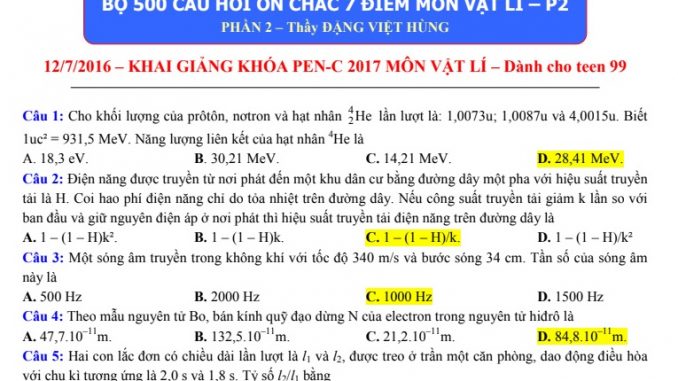 BỘ 500 CÂU HỎI ÔN CHẮC 7 ĐIỂM MÔN VẬT LÍ – P2
PHẦN 2 – Thầy ĐẶNG VIỆT HÙNG
12/7/2016 – KHAI GIẢNG KHÓA PEN-C 2017 MÔN VẬT LÍ – Dành cho teen 99
Câu 1: Cho khối lượng của prôtôn, nơtron và hạt nhân ⁴₂He lần lượt là: 1,0073u; 1,0087u và 4,0015u. Biết
1uc² = 931,5 MeV. Năng lượng liên kết của hạt nhân ⁴He là
A. 18,3 eV. B. 30,21 MeV. C. 14,21 MeV. D. 28,41 MeV.
Câu 2: Điện năng được truyền từ nơi phát đến một khu dân cư bằng đường dây một pha với hiệu suất truyền
tải là H. Coi hao phí điện năng chỉ do tỏa nhiệt trên đường dây. Nếu công suất truyền tải giảm k lần so với
ban đầu và giữ nguyên điện áp ở nơi phát thì hiệu suất truyền tải điện năng trên đường dây là
A. 1 – (1 – H)k². B. 1 – (1 – H)k. C. 1 – (1 – H)/k. D. 1 – (1 – H)/k²
Câu 3: Một sóng âm truyền trong không khí với tốc độ 340 m/s và bước sóng 34 cm. Tần số của sóng âm
này là
A. 500 Hz B. 2000 Hz C. 1000 Hz D. 1500 Hz
Câu 4: Theo mẫu nguyên tử Bo, bán kính quỹ đạo dừng N của electron trong nguyên tử hiđrô là
A. 47,7.10⁻¹¹m. B. 132,5.10⁻¹¹m. C. 21,2.10⁻¹¹m. D. 84,8.10⁻¹¹m.
Câu 5: Hai con lắc đơn có chiều dài lần lượt là l₁ và l₂, được treo ở trần một căn phòng, dao động điều hòa
với chu kì tương ứng là 2,0 s và 1,8 s. Tỷ số l₂/l₁ bằng